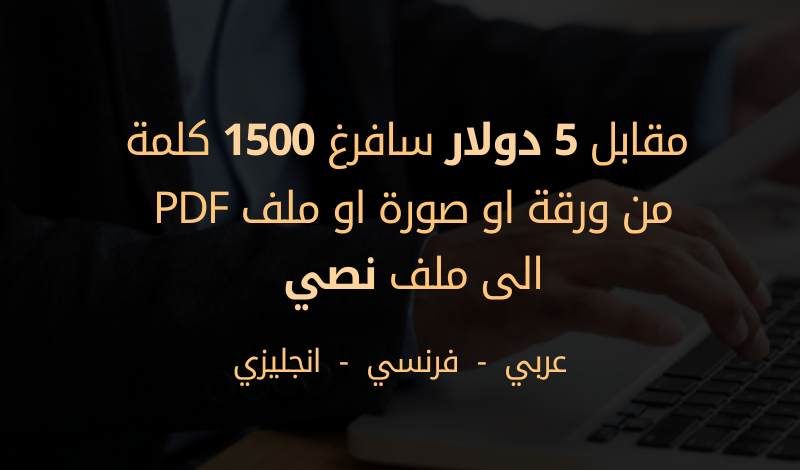 مقابل 5 دولار سافرغ 1500 كلمة
من ورقة او صورة او ملف PDF
الى ملف نصي
عربي - فرنسي - انجليزي